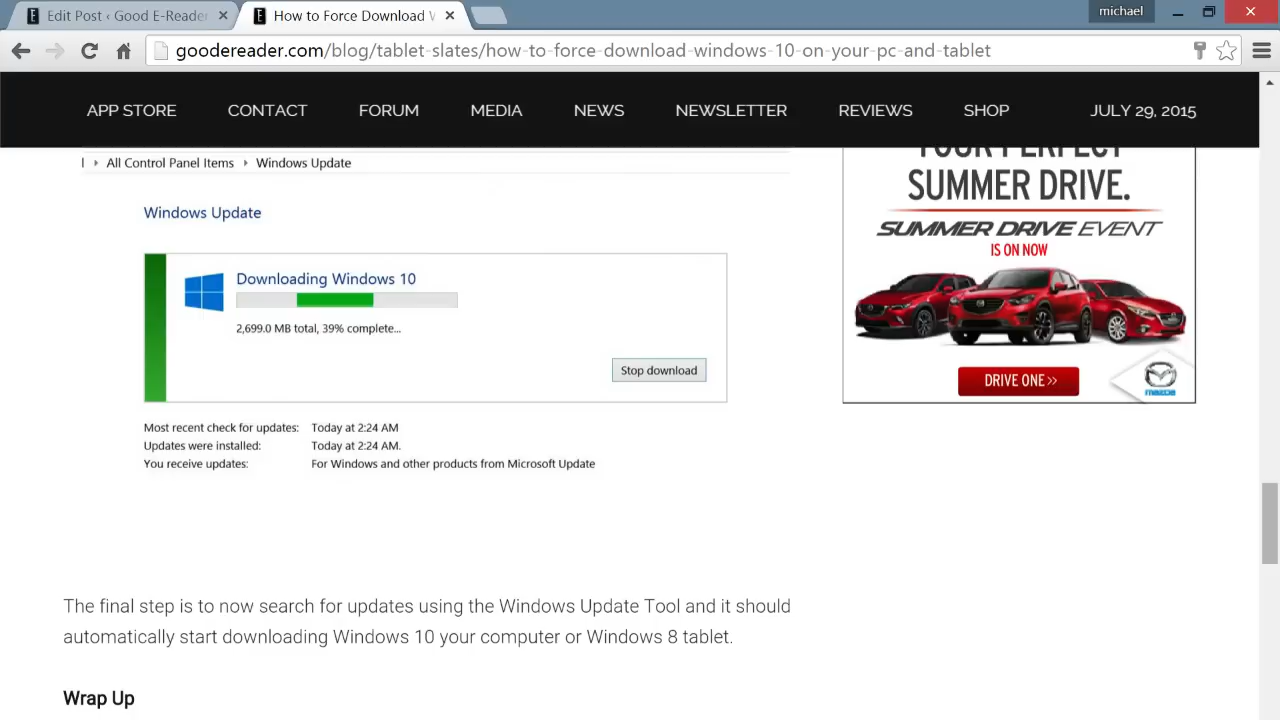 Edit Post ‹ Good E-Reader
How to Force Download W
michael
goodereader.com/blog/tablet-slates/how-to-force-download-windows-10-on-your-pc-and-tablet
APP STORE CONTACT FORUM MEDIA NEWS NEWSLETTER REVIEWS SHOP JULY 29, 2015
All Control Panel Items Windows Update
Windows Update
Downloading Windows 10
2,699.0 MB total, 39% complete...
Stop download
Most recent check for updates: Today at 2:24 AM
Updates were installed: Today at 2:24 AM.
You receive updates: For Windows and other products from Microsoft Update
YOUR PERFECT
SUMMER DRIVE.
SUMMER DRIVE EVENT
IS ON NOW
DRIVE ONE >>
mazda
The final step is to now search for updates using the Windows Update Tool and it should
automatically start downloading Windows 10 your computer or Windows 8 tablet.
Wrap Up